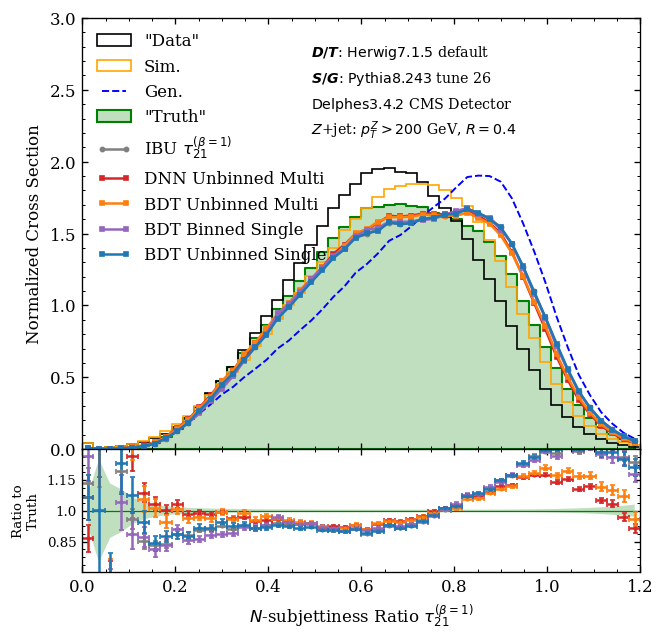 3.0
2.5
2.0
1.5
1.0
0.5
0.0
Normalized Cross Section
"Data"
Sim.
Gen.
"Truth"
IBU τ₂₁^(β=1)
DNN Unbinned Multi
BDT Unbinned Multi
BDT Binned Single
BDT Unbinned Single
D/T: Herwig7.1.5 default
S/G: Pythia8.243 tune 26
Delphes3.4.2 CMS Detector
Z+jet: p_T^Z > 200 GeV, R = 0.4
1.15
1.0
0.85
Ratio to
Truth
0.0 0.2 0.4 0.6 0.8 1.0 1.2
N-subjettiness Ratio τ₂₁^(β=1)